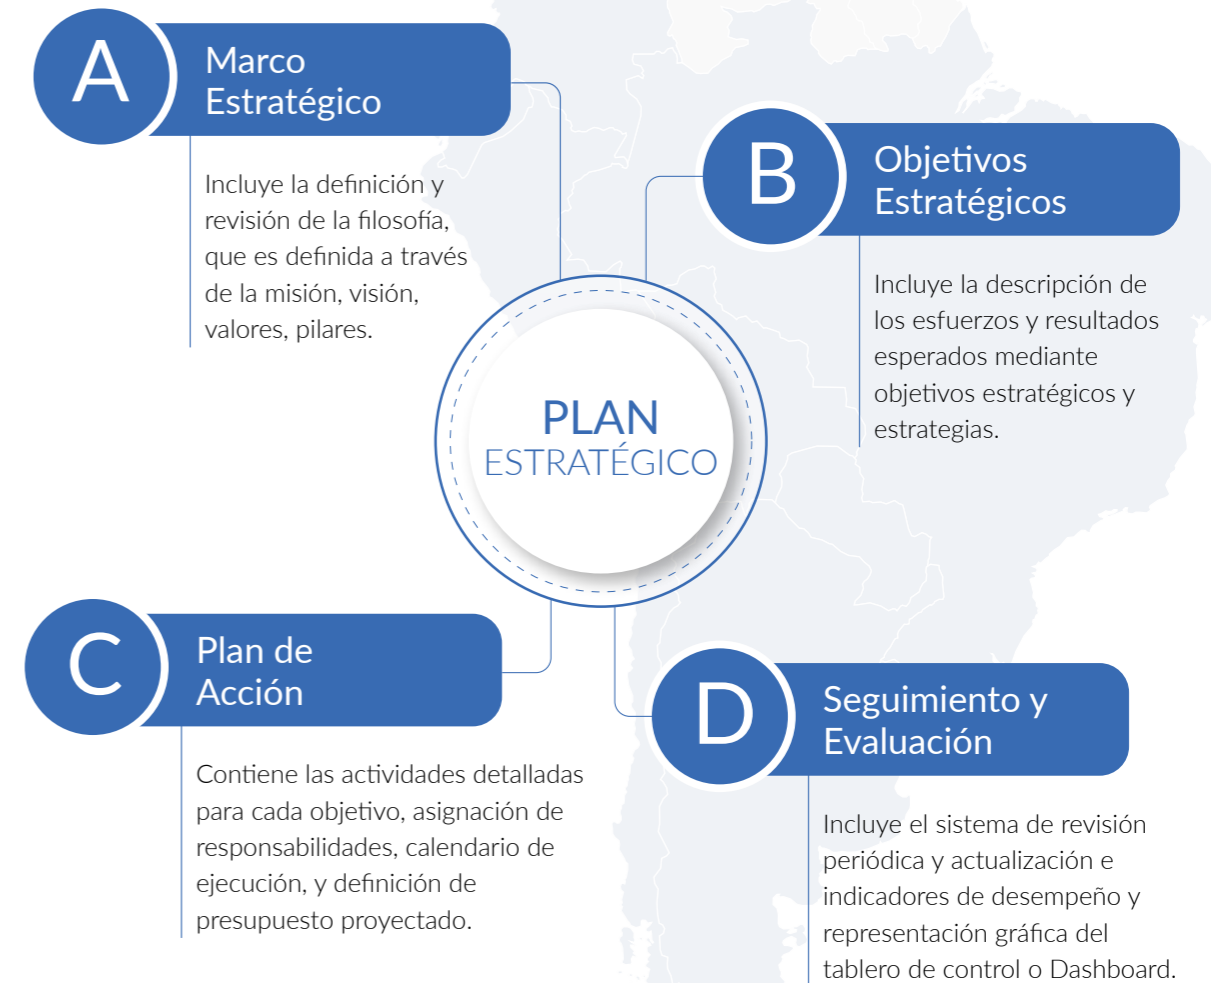 A
Marco
Estratégico
Incluye la definición y
revisión de la filosofía,
que es definida a través
de la misión, visión,
valores, pilares.
B
Objetivos
Estratégicos
Incluye la descripción de
los esfuerzos y resultados
esperados mediante
objetivos estratégicos y
estrategias.
PLAN
ESTRATÉGICO
C
Plan de
Acción
Contiene las actividades detalladas
para cada objetivo, asignación de
responsabilidades, calendario de
ejecución, y definición de
presupuesto proyectado.
D
Seguimiento y
Evaluación
Incluye el sistema de revisión
periódica y actualización e
indicadores de desempeño y
representación gráfica del
tablero de control o Dashboard.